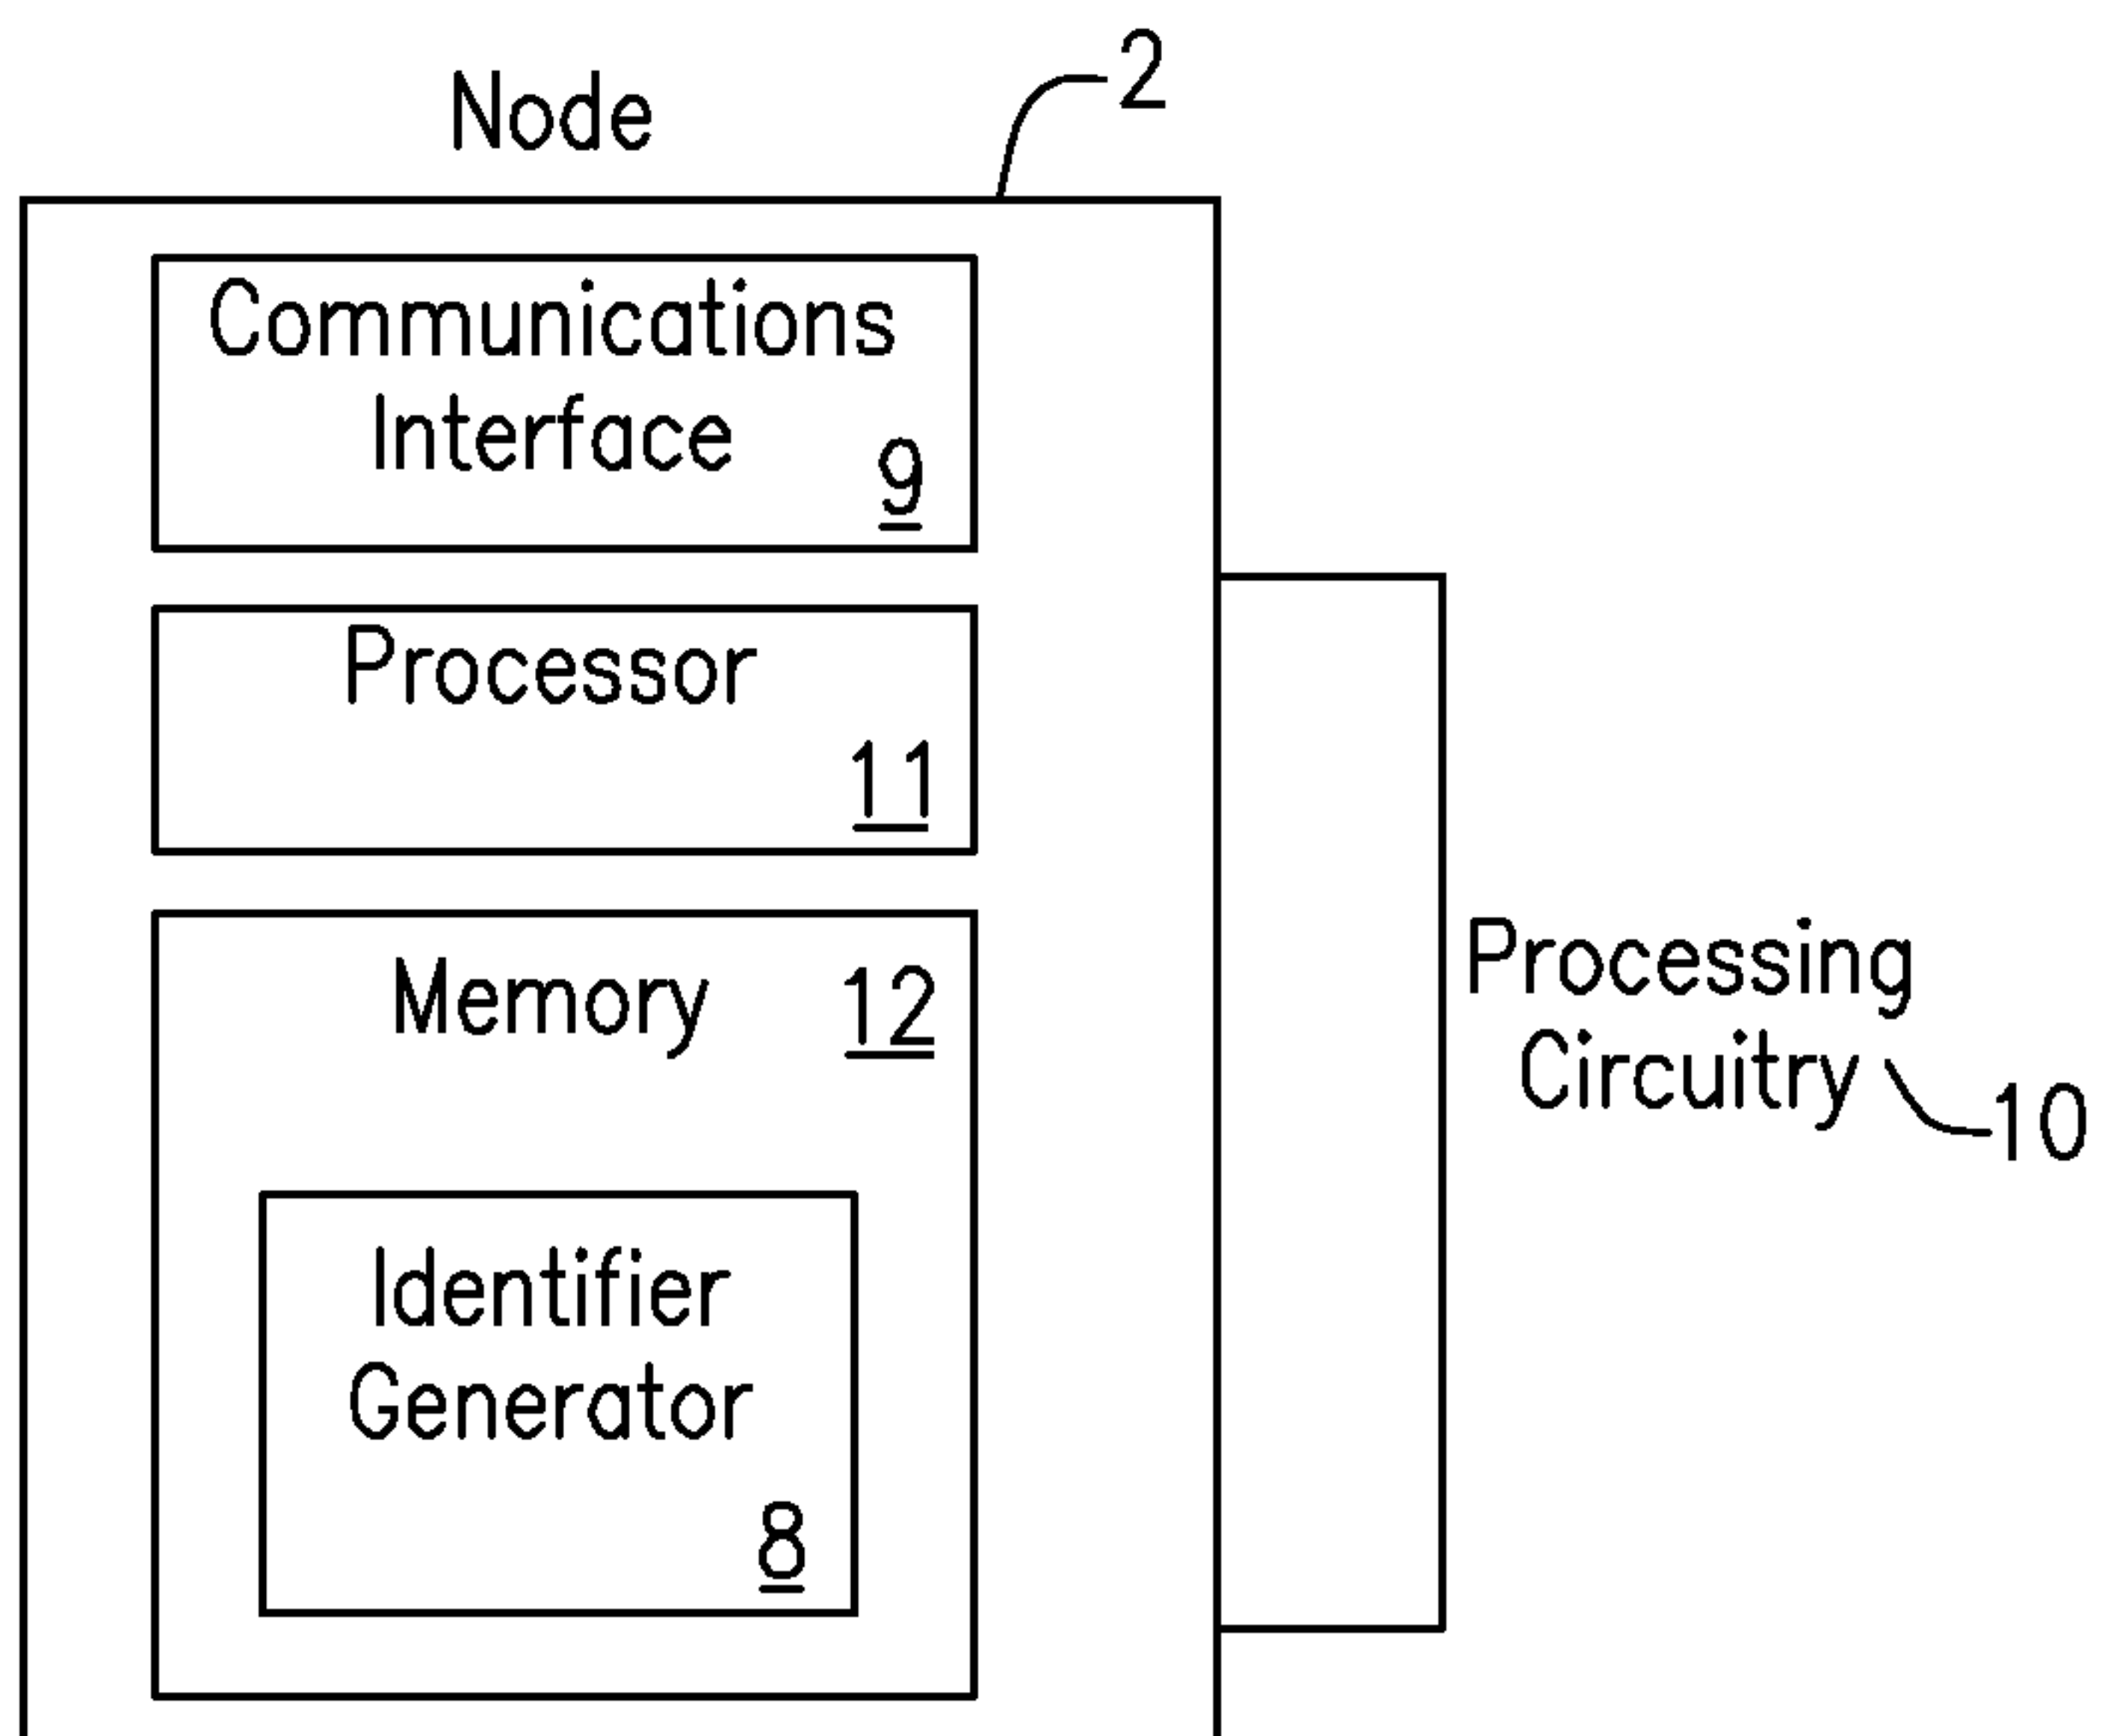 Node
2
Communications
Interface
9
Processor
11
Memory 12
Identifier
Generator
8
Processing
Circuitry
10